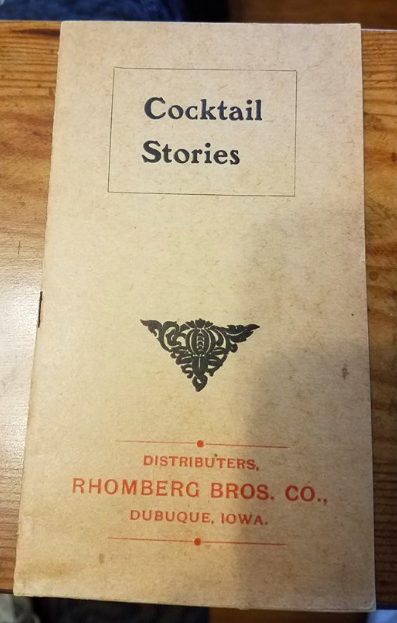 Cocktail
Stories
DISTRIBUTERS,
RHOMBERG BROS. CO.,
DUBUQUE, IOWA.